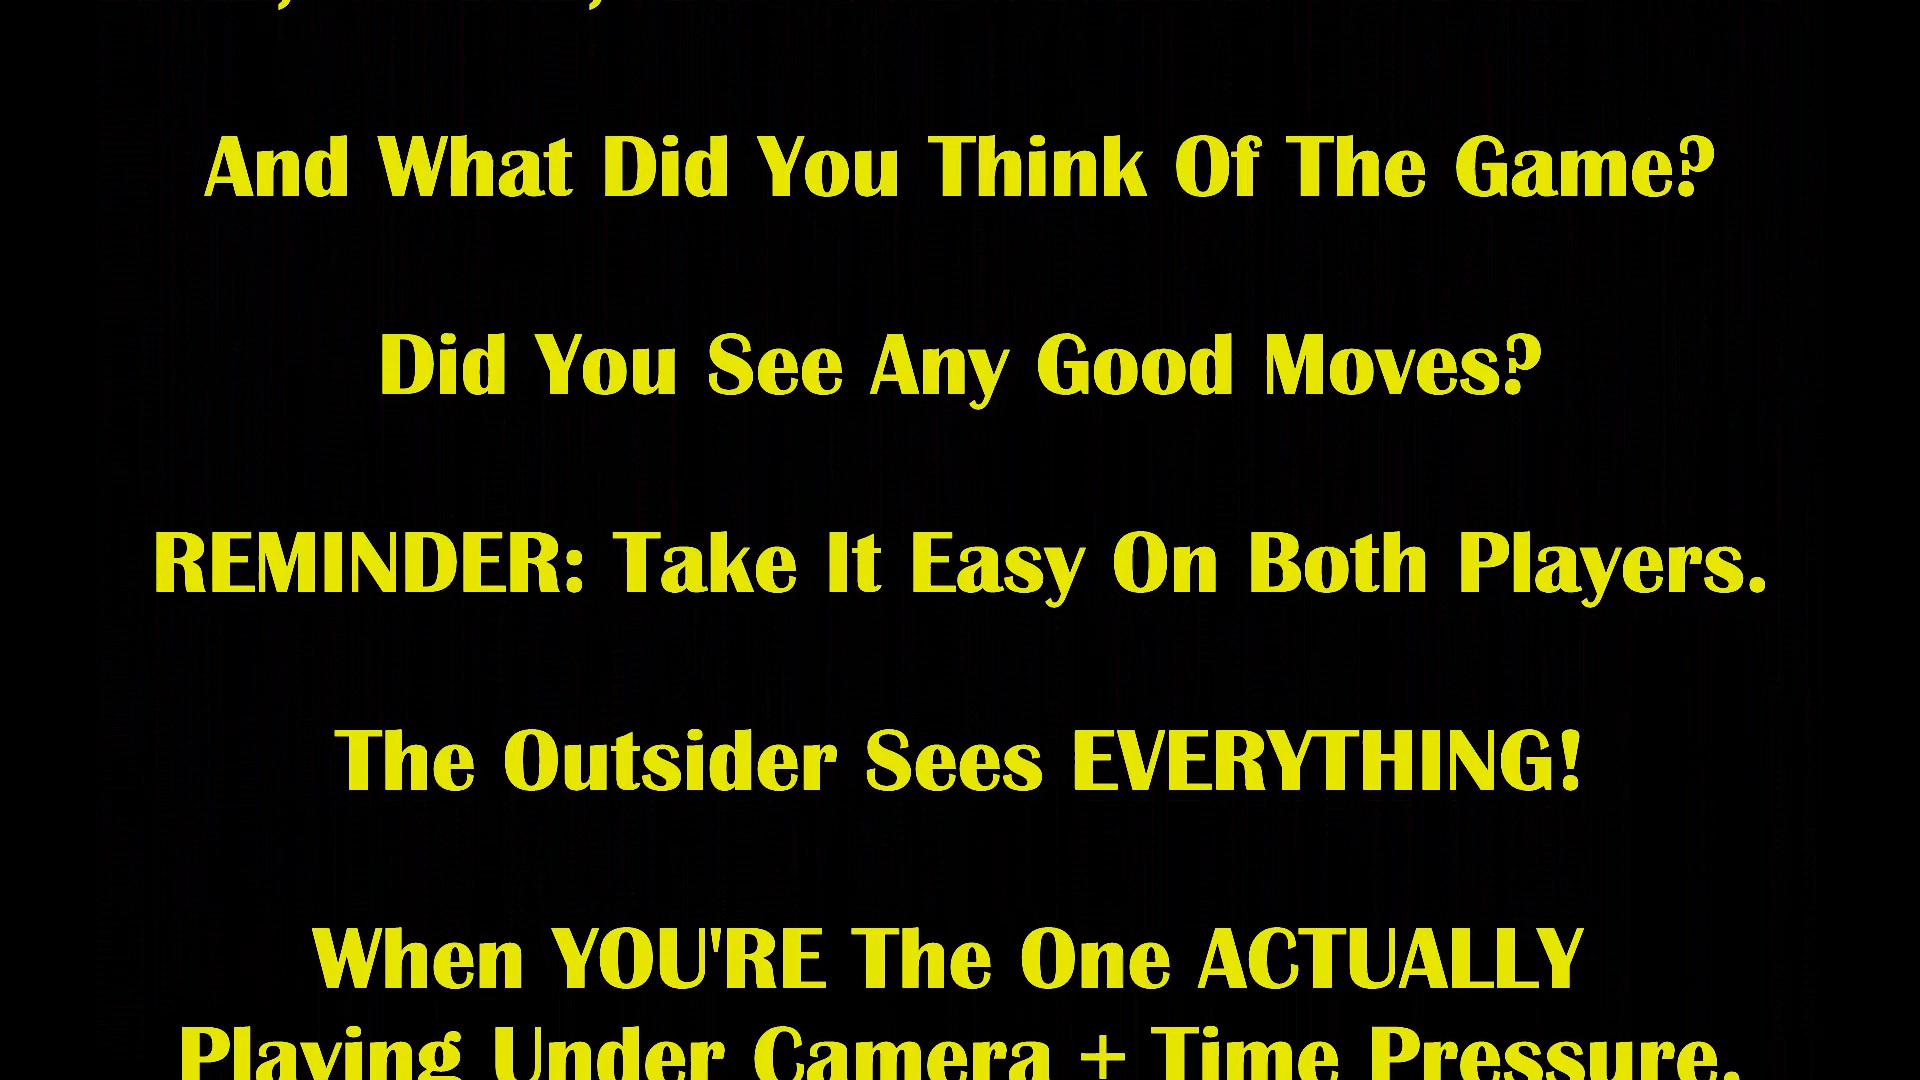 And What Did You Think Of The Game?
Did You See Any Good Moves?
REMINDER: Take It Easy On Both Players.
The Outsider Sees EVERYTHING!
When YOU'RE The One ACTUALLY
Playing Under Camera + Time Pressure,